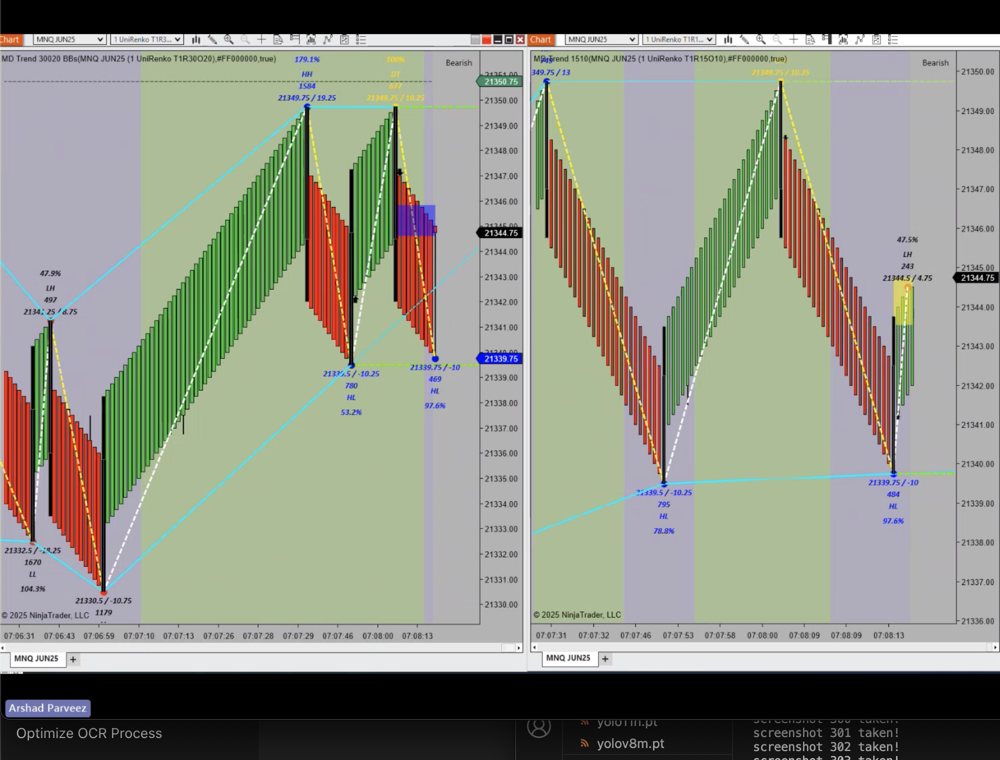 Chart
MNQ JUN25
1 UniRenko T1R3...
MD Trend 30020 BBs(MNQ JUN25 (1 UniRenko T1R30O20),#FF000000,true)
Bearish
179.1%
HH
1584
21349.75 / 19.25
100%
DT
21349.75 / 10.25
47.9%
LH
497
21332.5 /
1670
LL
104.3%
21330.5 / -10.75
1179
21339.5 / -10.25
780
HL
53.2%
21339.75 / -10
469
HL
97.6%
21350.75
21350.00
21349.00
21348.00
21347.00
21346.00
21344.75
21344.00
21343.00
21342.00
21341.00
21339.75
21339.00
21338.00
21337.00
21336.00
21335.00
21334.00
21333.00
21332.00
21331.00
21330.00
© 2025 NinjaTrader, LLC
07:06:31
07:06:43
07:06:59
07:07:10
07:07:13
07:07:26
07:07:28
07:07:29
07:07:46
07:08:00
07:08:13
MNQ JUN25
+
Chart
MNQ JUN25
1 UniRenko T1R1...
MD Trend 1510(MNQ JUN25 (1 UniRenko T1R15O10),#FF000000,true)
Bearish
349.75 / 13
21349.75 / 10.25
47.5%
LH
243
21344.5 / 4.75
21339.5 / -10.25
795
HL
78.8%
21339.75 / -10
484
HL
97.6%
21350.00
21349.00
21348.00
21347.00
21346.00
21345.00
21344.75
21343.00
21342.00
21341.00
21340.00
21339.00
21338.00
21337.00
21336.00
© 2025 NinjaTrader, LLC
07:07:31
07:07:32
07:07:46
07:07:53
07:07:58
07:08:00
07:08:09
07:08:09
07:08:13
MNQ JUN25
+
Arshad Parveez
Optimize OCR Process
yolo11n.pt
yolov8m.pt
screenshot 300 taken!
screenshot 301 taken!
screenshot 302 taken!
screenshot 303 taken!